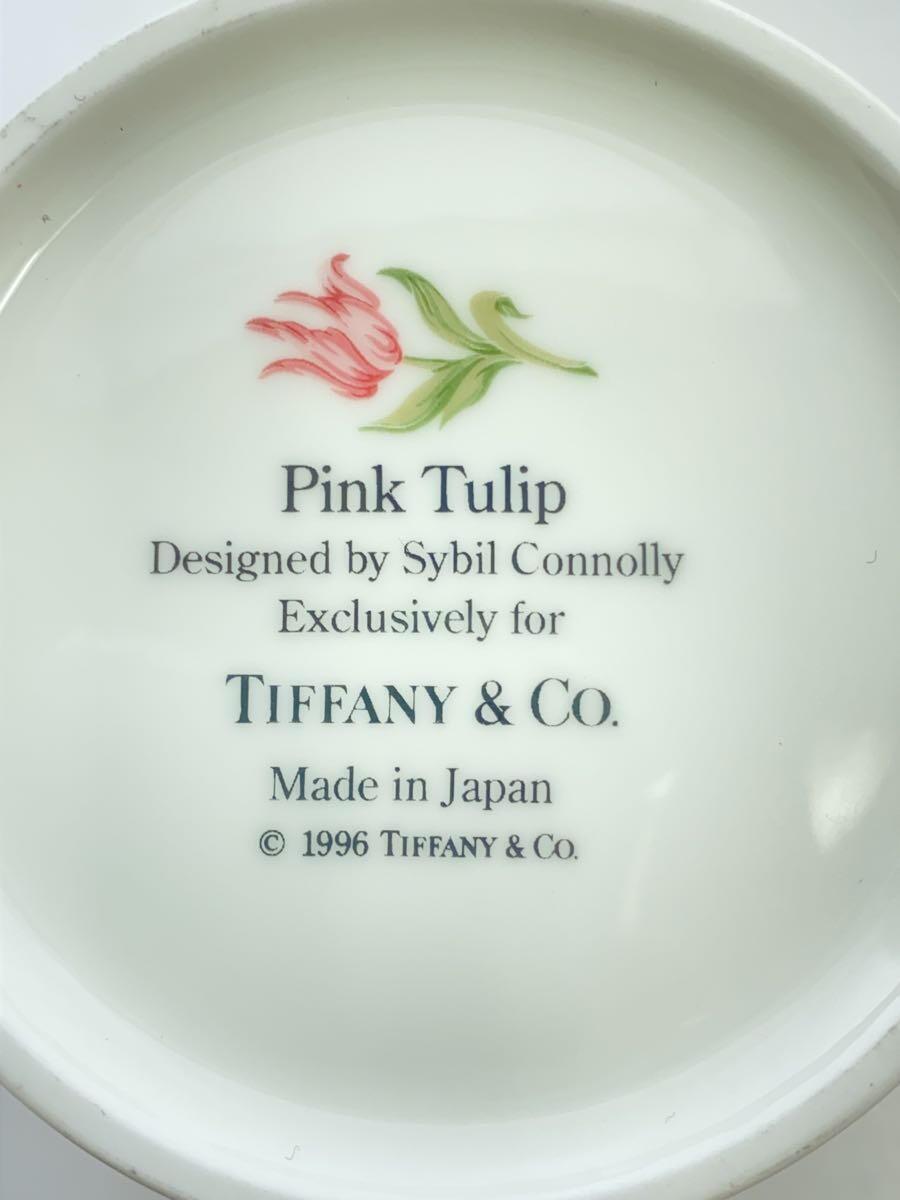 Pink Tulip
Designed by Sybil Connolly
Exclusively for
TIFFANY & CO.
Made in Japan
© 1996 TIFFANY & CO.